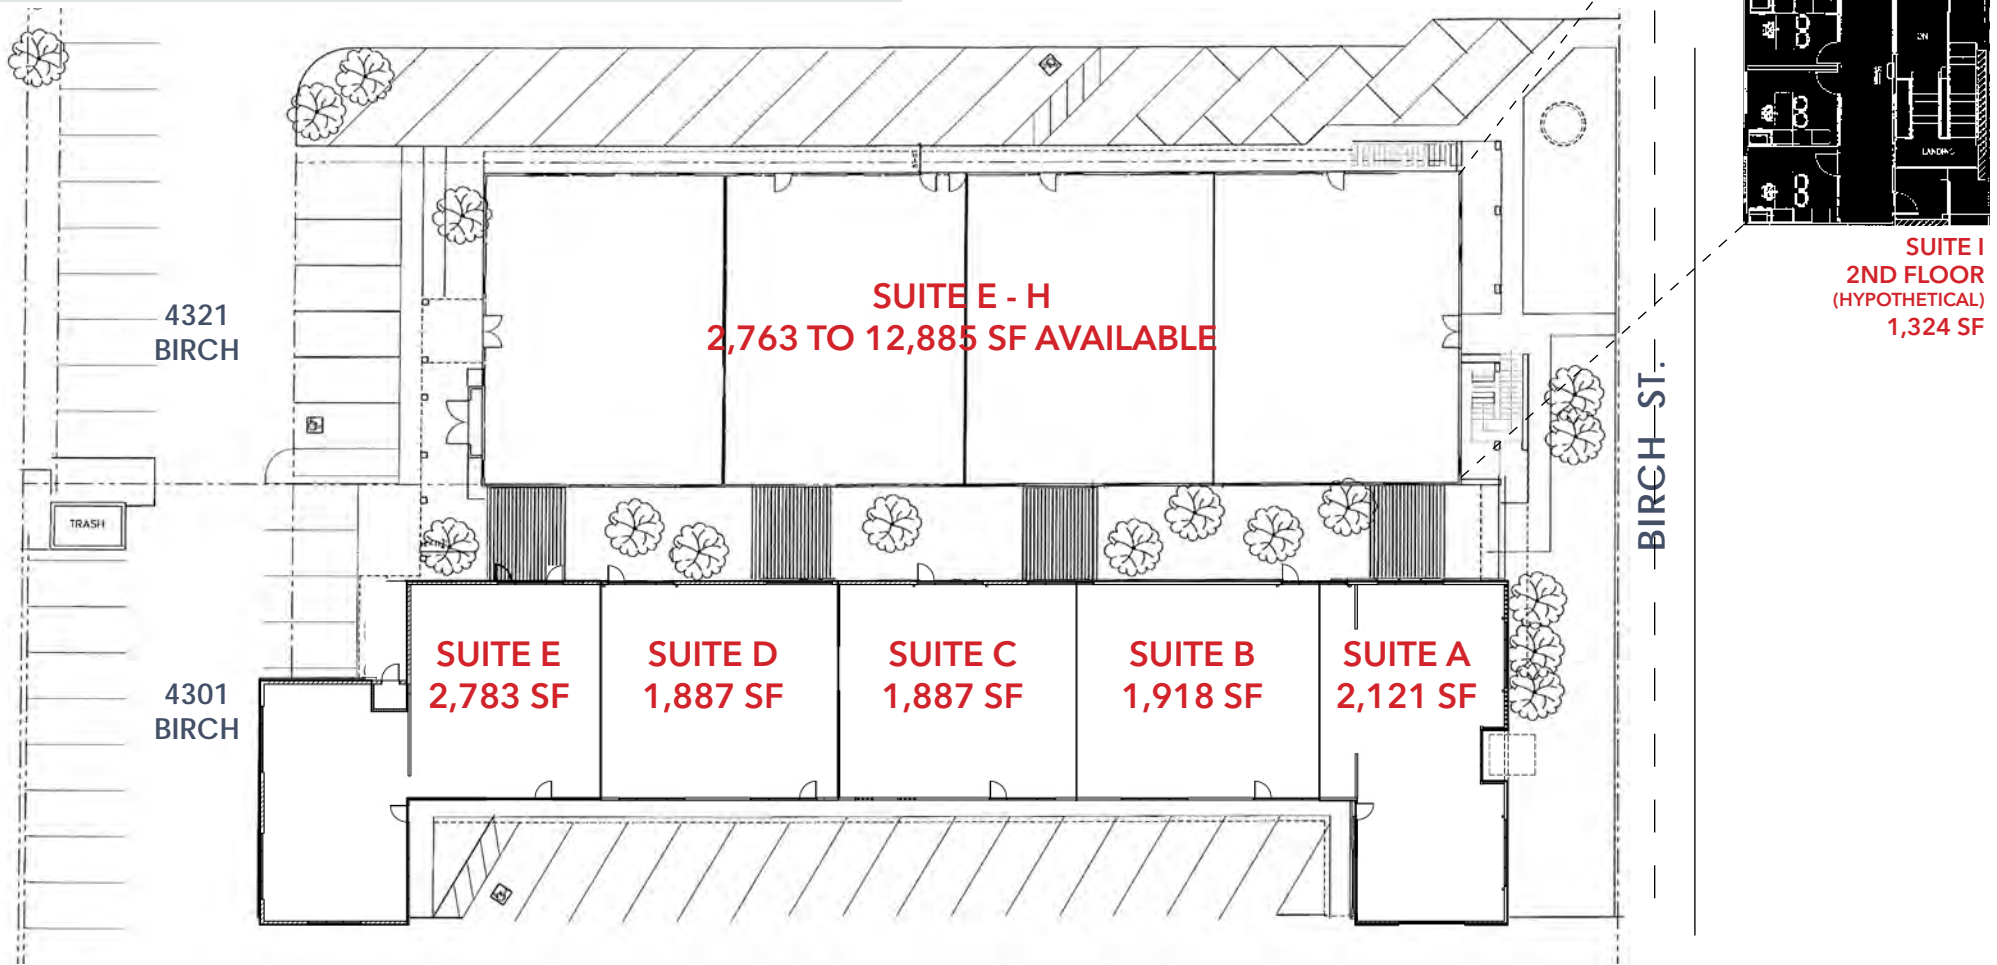 DN
LANDING
SUITE I
2ND FLOOR
(HYPOTHETICAL)
1,324 SF
4321
BIRCH
SUITE E - H
2,763 TO 12,885 SF AVAILABLE
BIRCH ST.
TRASH
4301
BIRCH
SUITE E
2,783 SF
SUITE D
1,887 SF
SUITE C
1,887 SF
SUITE B
1,918 SF
SUITE A
2,121 SF